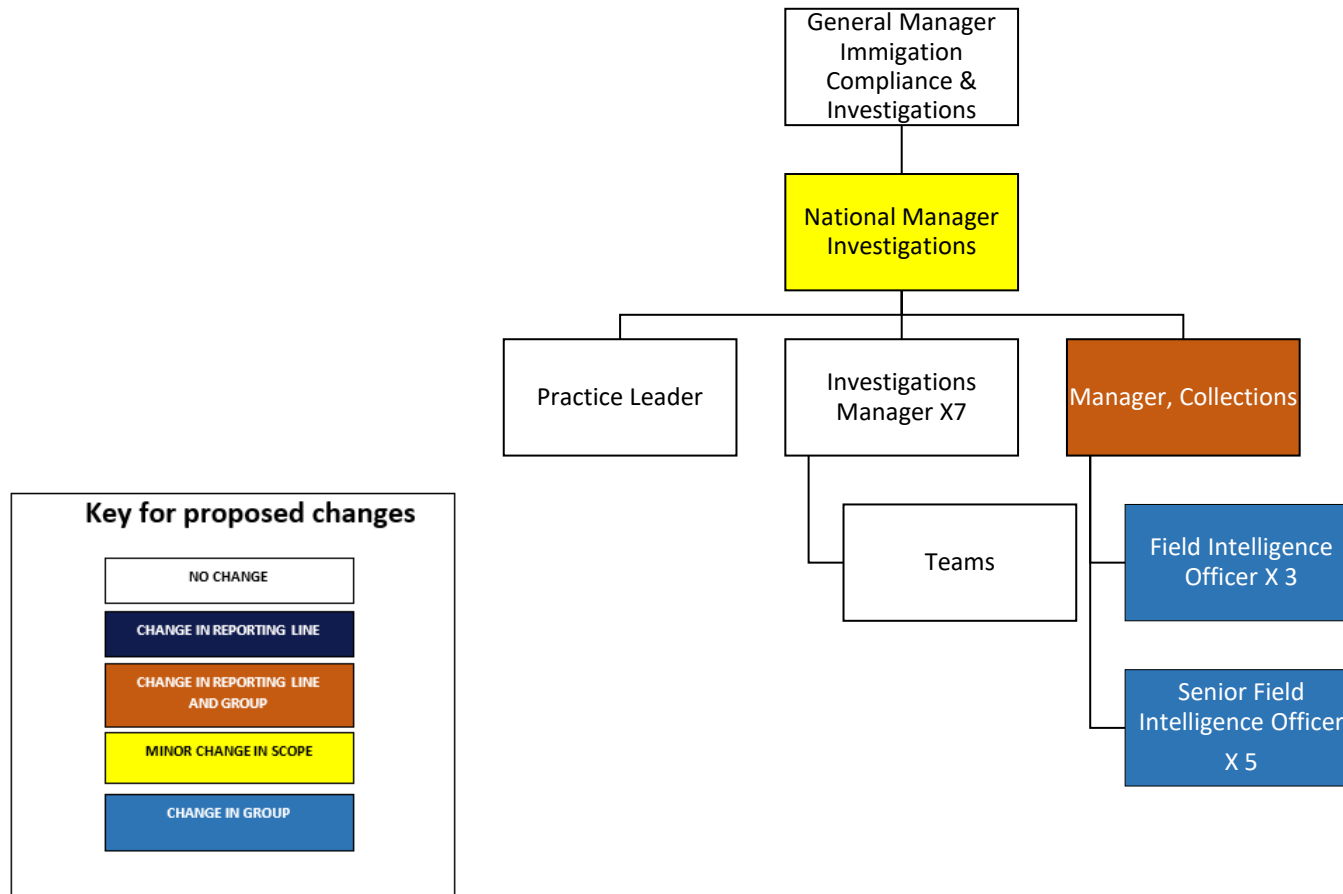 General Manager
Immigation
Compliance &
Investigations
National Manager
Investigations
Practice Leader
Investigations
Manager X7
Manager, Collections
Teams
Field Intelligence
Officer X 3
Senior Field
Intelligence Officer
X 5
Key for proposed changes
NO CHANGE
CHANGE IN REPORTING LINE
CHANGE IN REPORTING LINE
AND GROUP
MINOR CHANGE IN SCOPE
CHANGE IN GROUP